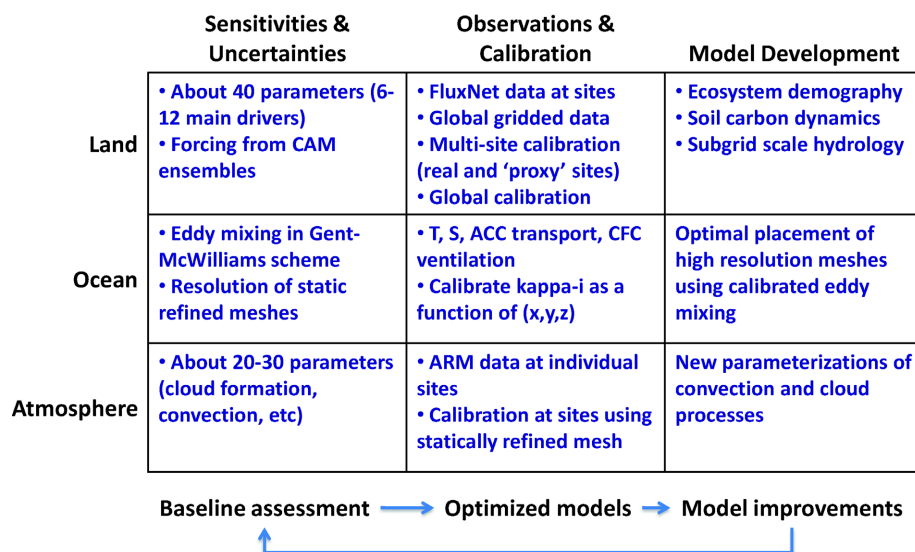 Sensitivities &
Uncertainties
Observations &
Calibration
Model Development
Land
• About 40 parameters (6-
12 main drivers)
• Forcing from CAM
ensembles
• FluxNet data at sites
• Global gridded data
• Multi-site calibration
(real and ‘proxy’ sites)
• Global calibration
• Ecosystem demography
• Soil carbon dynamics
• Subgrid scale hydrology
Ocean
• Eddy mixing in Gent-
McWilliams scheme
• Resolution of static
refined meshes
• T, S, ACC transport, CFC
ventilation
• Calibrate kappa-i as a
function of (x,y,z)
Optimal placement of
high resolution meshes
using calibrated eddy
mixing
Atmosphere
• About 20-30 parameters
(cloud formation,
convection, etc)
• ARM data at individual
sites
• Calibration at sites using
statically refined mesh
New parameterizations of
convection and cloud
processes
Baseline assessment
Optimized models
Model improvements